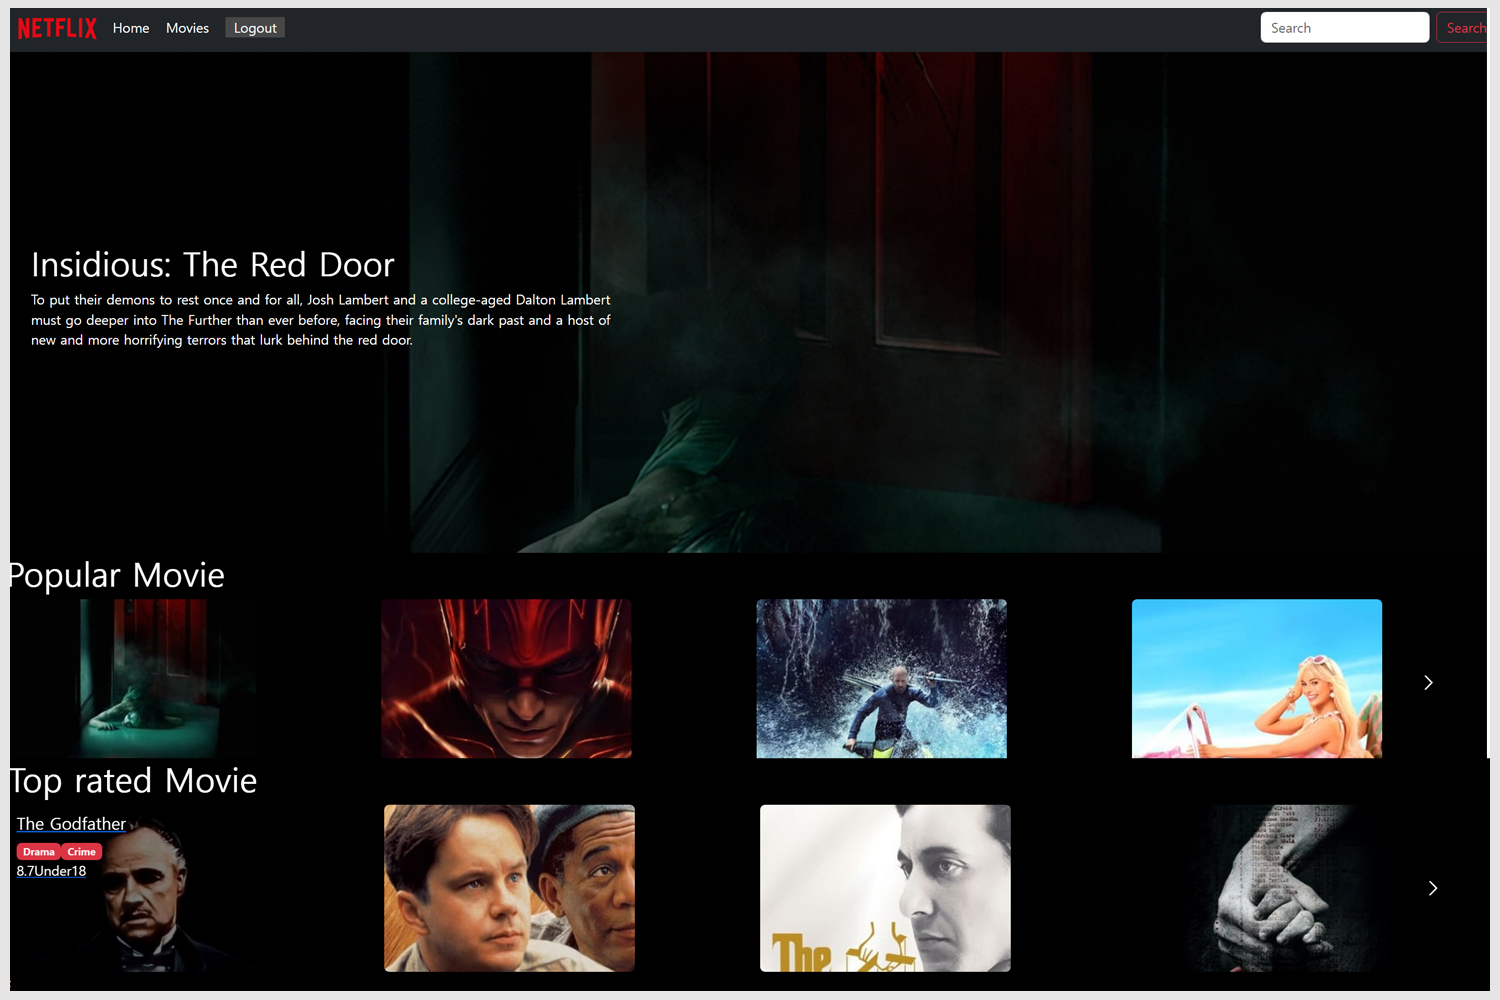 NETFLIX Home Movies Logout Search Search
Insidious: The Red Door
To put their demons to rest once and for all, Josh Lambert and a college-aged Dalton Lambert
must go deeper into The Further than ever before, facing their family's dark past and a host of
new and more horrifying terrors that lurk behind the red door.
Popular Movie
Top rated Movie
The Godfather
Drama Crime
8.7Under18
The